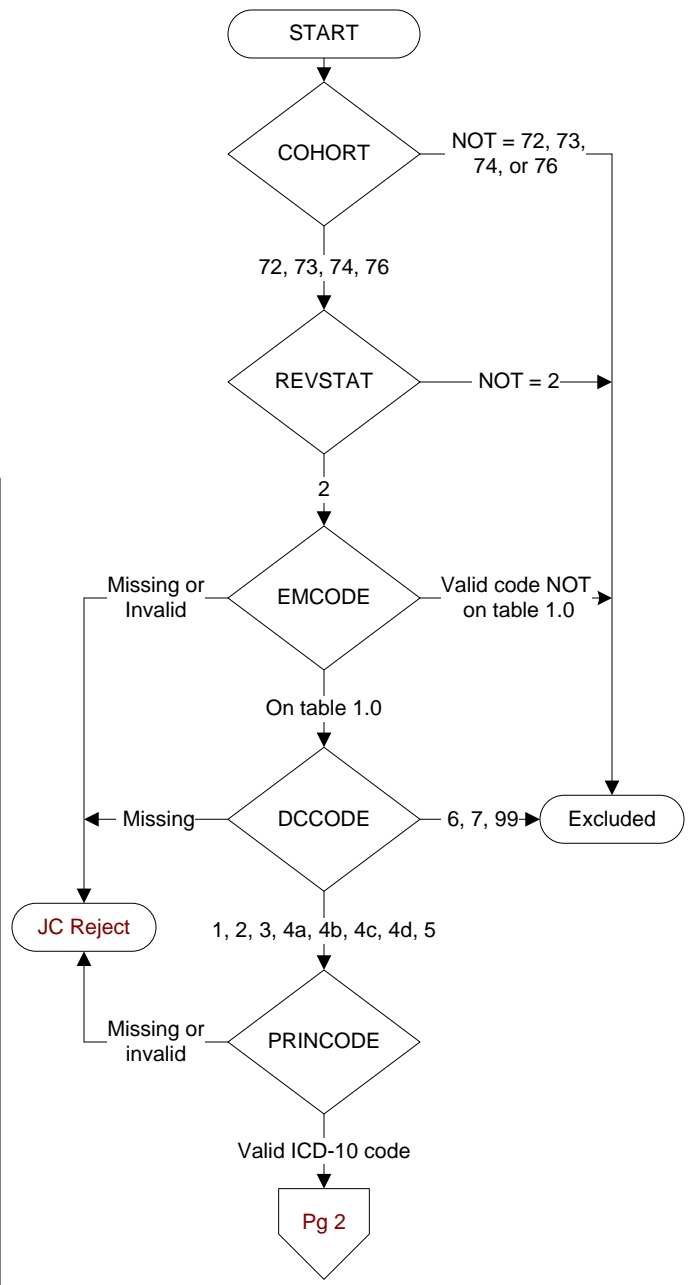 START
COHORT
NOT = 72, 73,
74, or 76
72, 73, 74, 76
REVSTAT
NOT = 2
2
Missing or
Invalid
EMCODE
Valid code NOT
on table 1.0
On table 1.0
Missing
DCCODE
6, 7, 99
Excluded
JC Reject
1, 2, 3, 4a, 4b, 4c, 4d, 5
Missing or
invalid
PRINCODE
Valid ICD-10 code
Pg 2